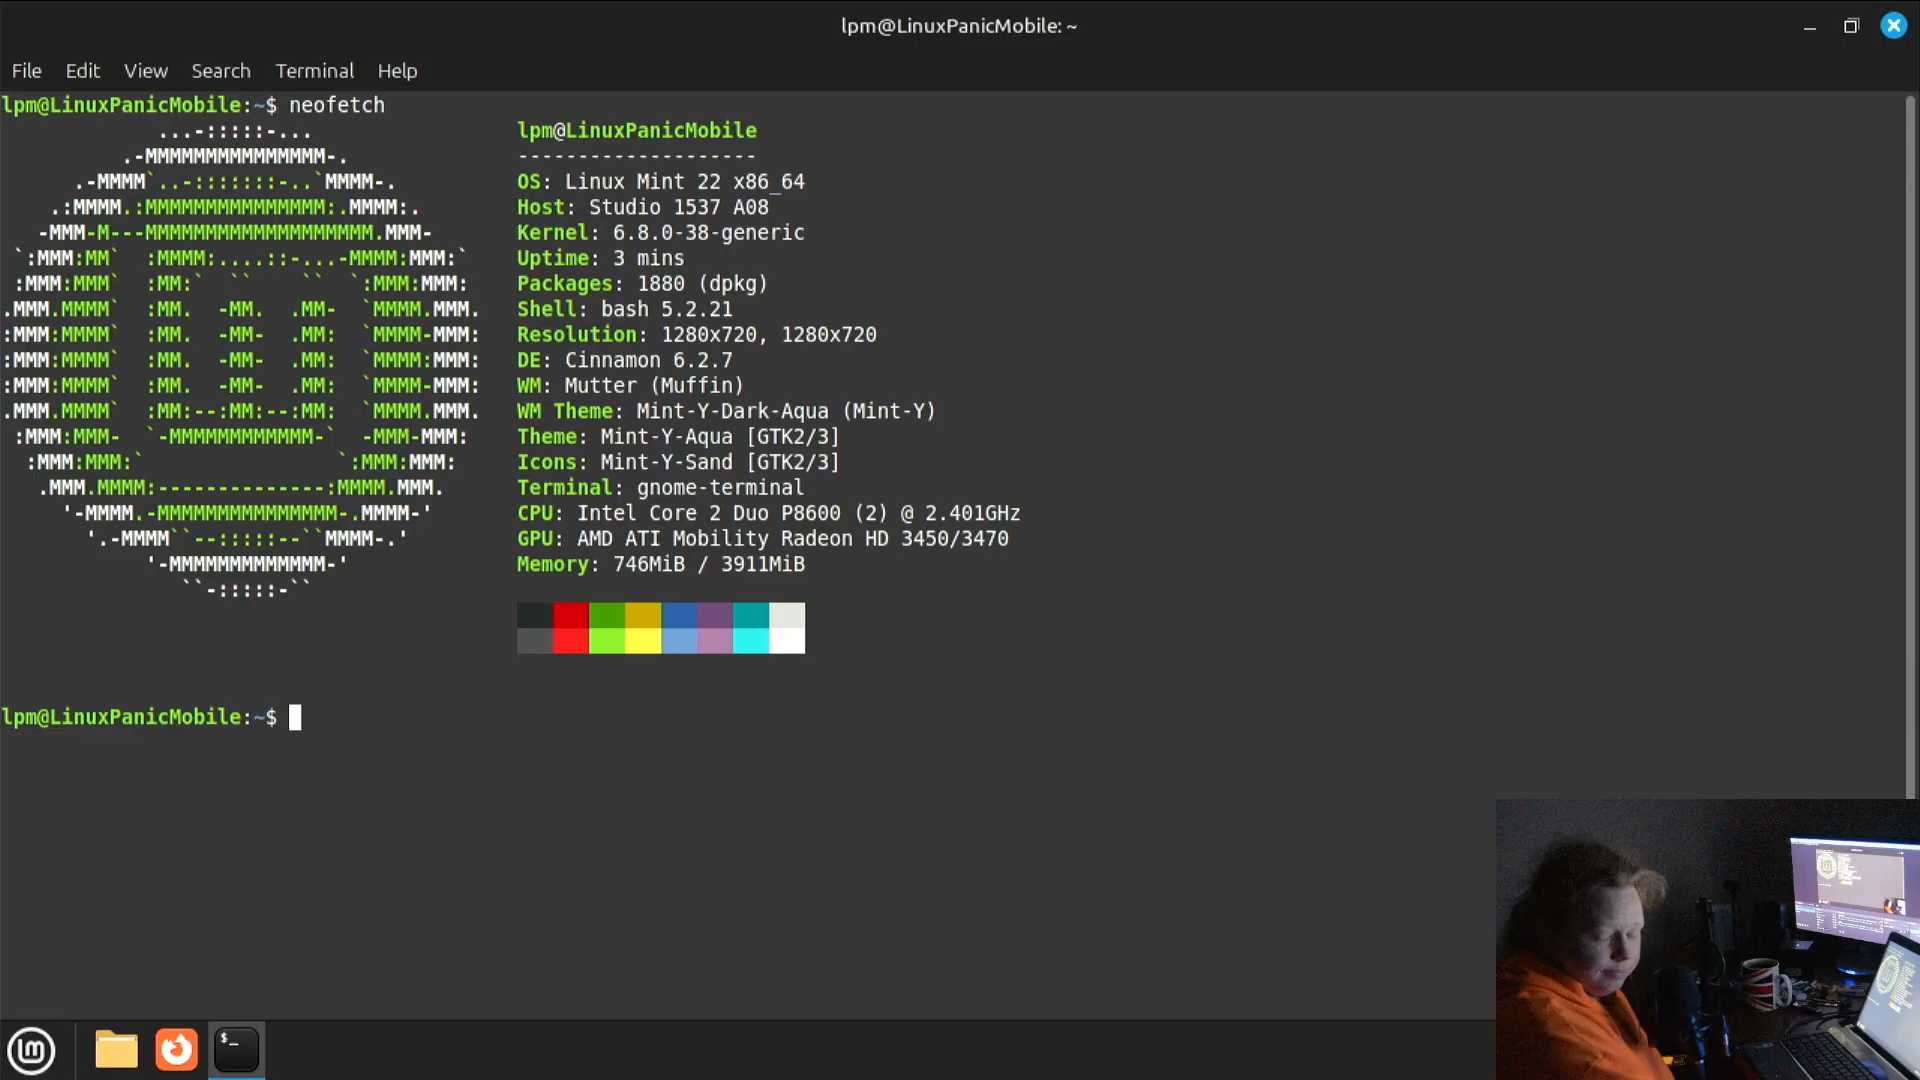 lpm@LinuxPanicMobile: ~
File Edit View Search Terminal Help
lpm@LinuxPanicMobile:~$ neofetch
lpm@LinuxPanicMobile
--------------------
OS: Linux Mint 22 x86_64
Host: Studio 1537 A08
Kernel: 6.8.0-38-generic
Uptime: 3 mins
Packages: 1880 (dpkg)
Shell: bash 5.2.21
Resolution: 1280x720, 1280x720
DE: Cinnamon 6.2.7
WM: Mutter (Muffin)
WM Theme: Mint-Y-Dark-Aqua (Mint-Y)
Theme: Mint-Y-Aqua [GTK2/3]
Icons: Mint-Y-Sand [GTK2/3]
Terminal: gnome-terminal
CPU: Intel Core 2 Duo P8600 (2) @ 2.401GHz
GPU: AMD ATI Mobility Radeon HD 3450/3470
Memory: 746MiB / 3911MiB
lpm@LinuxPanicMobile:~$
$_